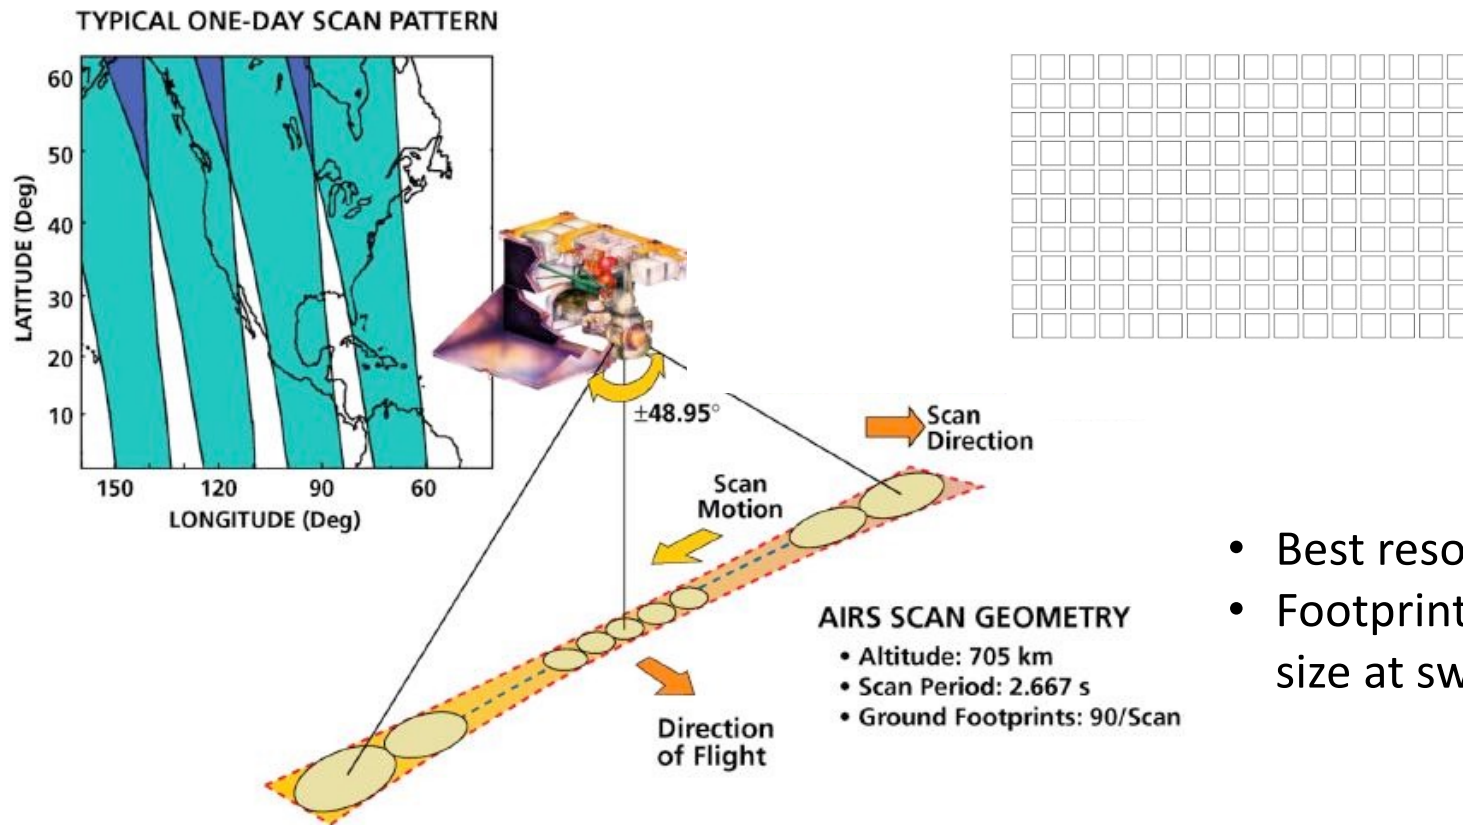 TYPICAL ONE-DAY SCAN PATTERN
60
50
40
30
20
10
LATITUDE (Deg)
150 120 90 60
LONGITUDE (Deg)
±48.95°
Scan
Direction
Scan
Motion
Direction
of Flight
AIRS SCAN GEOMETRY
• Altitude: 705 km
• Scan Period: 2.667 s
• Ground Footprints: 90/Scan
• Best reso
• Footprint
size at sw